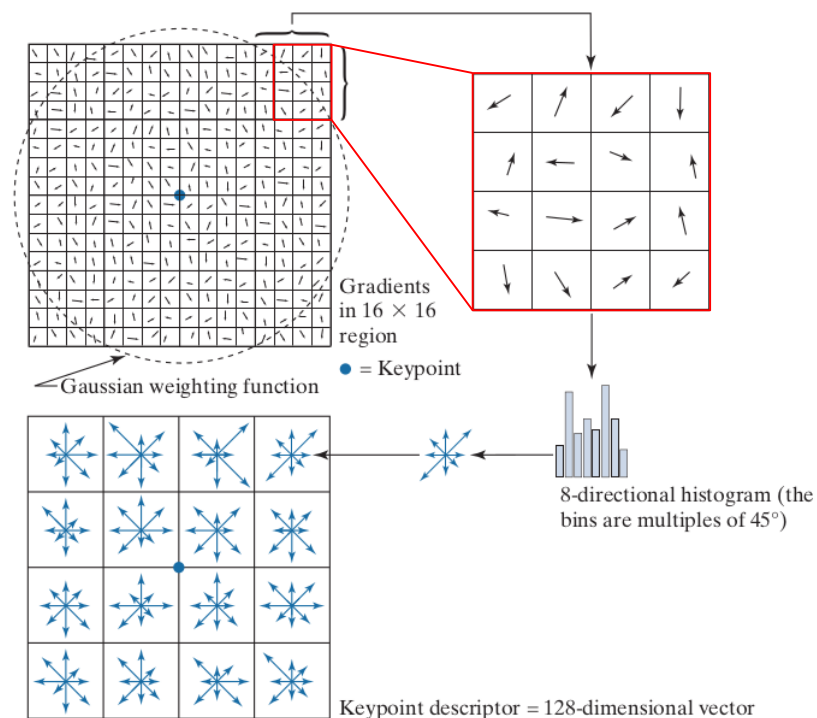 Gradients
in 16 × 16
region
= Keypoint
Gaussian weighting function
8-directional histogram (the
bins are multiples of 45°)
Keypoint descriptor = 128-dimensional vector